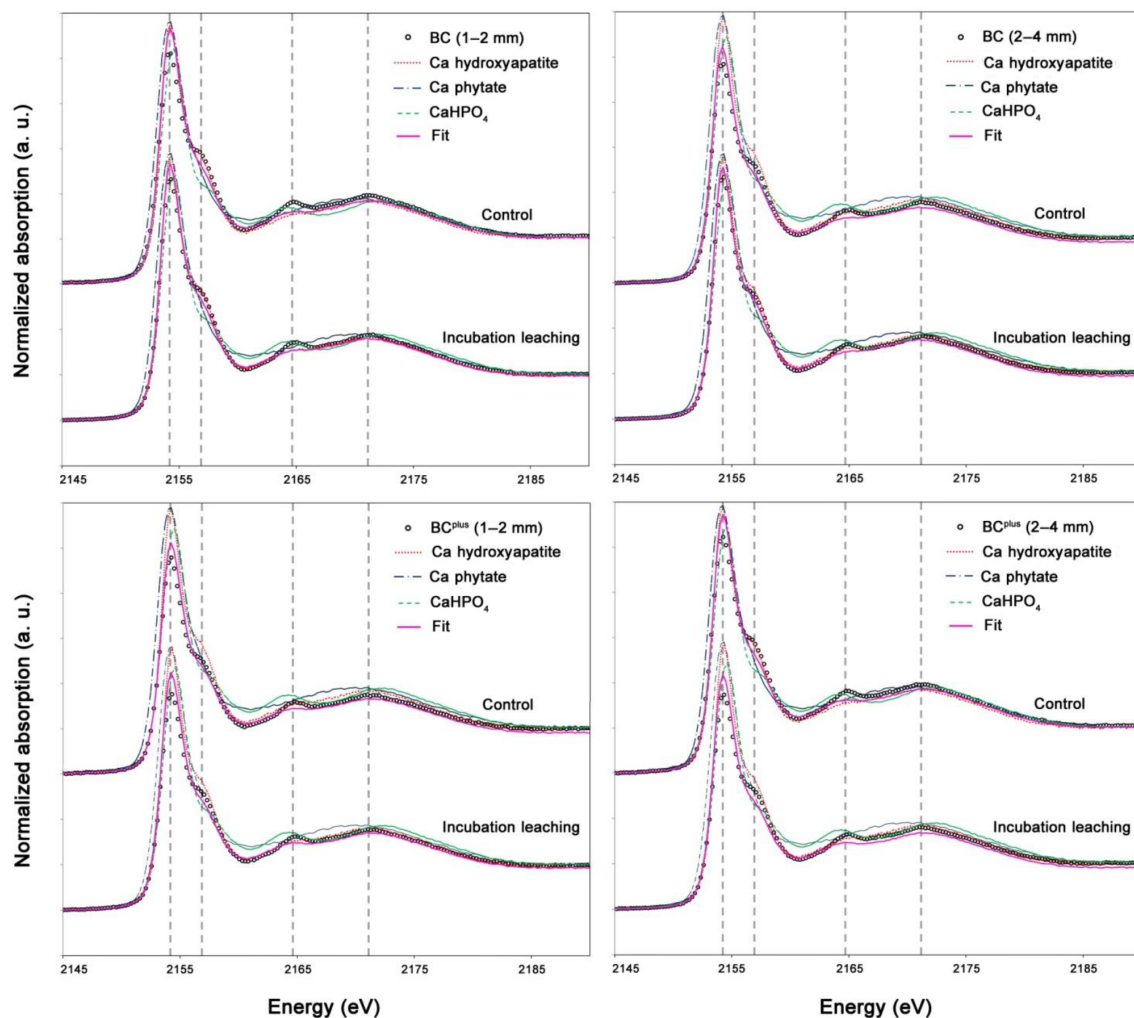 Normalized absorption (a. u.)
BC (1–2 mm)
Ca hydroxyapatite
Ca phytate
CaHPO₄
Fit
Control
Incubation leaching
2145 2155 2165 2175 2185
BC (2–4 mm)
Ca hydroxyapatite
Ca phytate
CaHPO₄
Fit
Control
Incubation leaching
2145 2155 2165 2175 2185
Normalized absorption (a. u.)
BCᵖˡᵘˢ (1–2 mm)
Ca hydroxyapatite
Ca phytate
CaHPO₄
Fit
Control
Incubation leaching
2145 2155 2165 2175 2185
Energy (eV)
BCᵖˡᵘˢ (2–4 mm)
Ca hydroxyapatite
Ca phytate
CaHPO₄
Fit
Control
Incubation leaching
2145 2155 2165 2175 2185
Energy (eV)